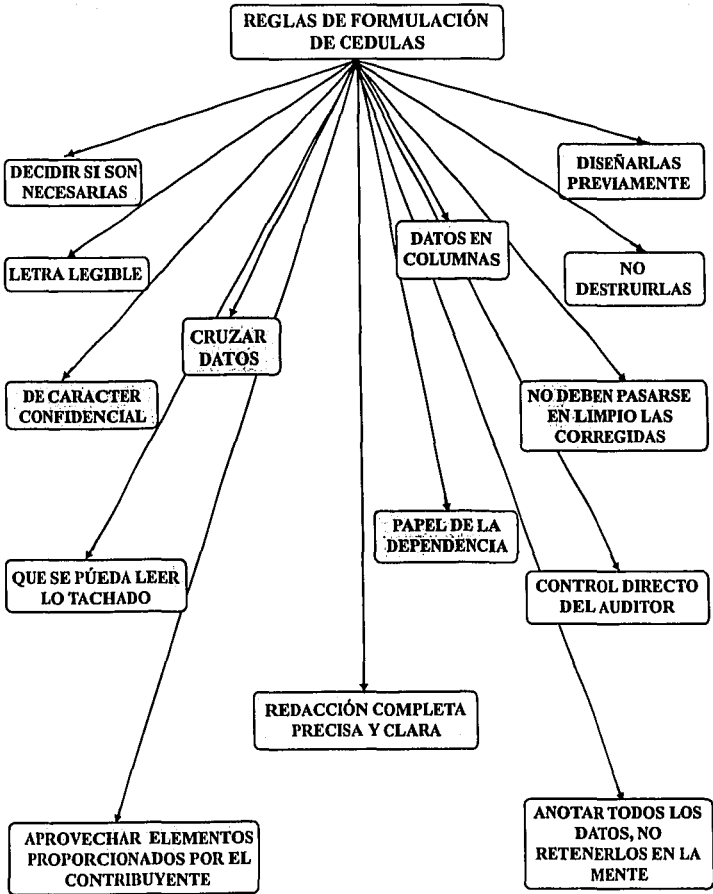 REGLAS DE FORMULACIÓN
DE CEDULAS
DECIDIR SI SON
NECESARIAS
DISEÑARLAS
PREVIAMENTE
DATOS EN
COLUMNAS
LETRA LEGIBLE
NO
DESTRUIRLAS
CRUZAR
DATOS
DE CARACTER
CONFIDENCIAL
NO DEBEN PASARSE
EN LIMPIO LAS
CORREGIDAS
PAPEL DE LA
DEPENDENCIA
QUE SE PÚEDA LEER
LO TACHADO
CONTROL DIRECTO
DEL AUDITOR
REDACCIÓN COMPLETA
PRECISA Y CLARA
APROVECHAR ELEMENTOS
PROPORCIONADOS POR EL
CONTRIBUYENTE
ANOTAR TODOS LOS
DATOS, NO
RETENERLOS EN LA
MENTE